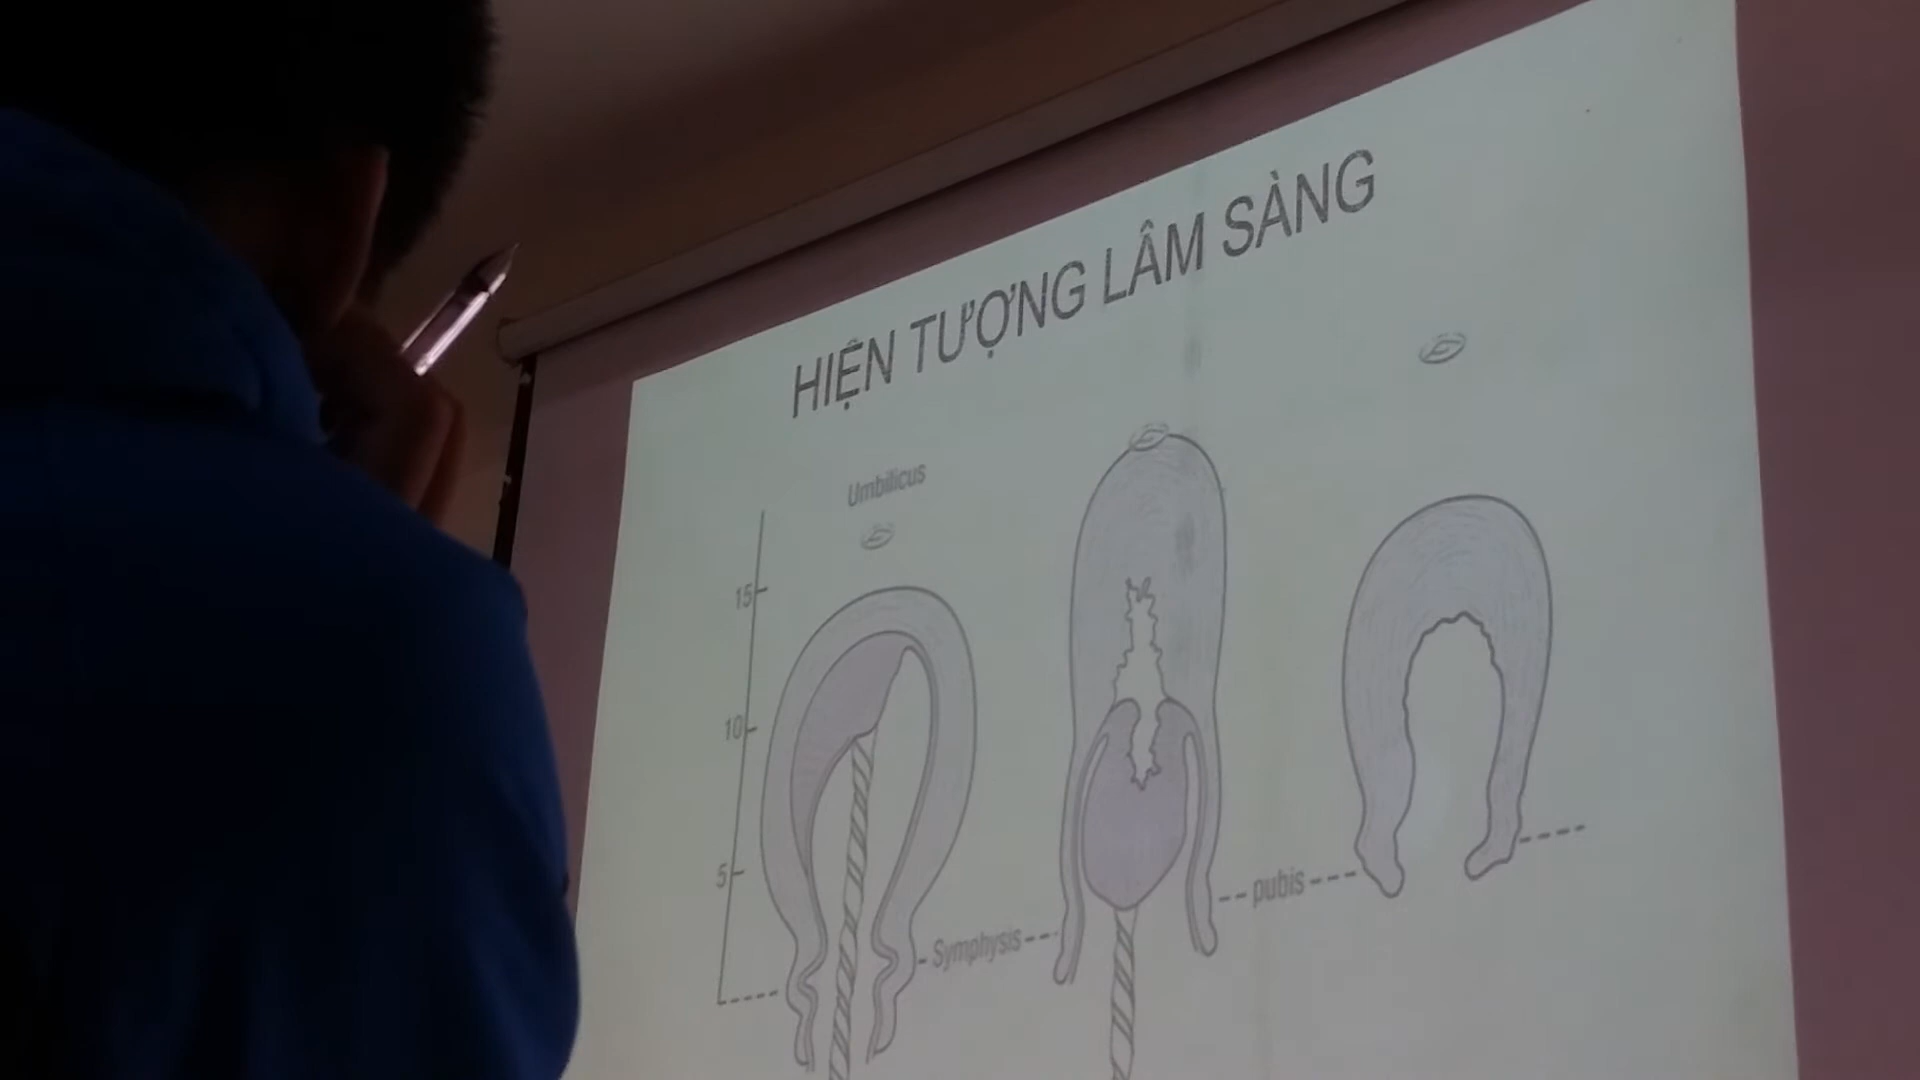 HIỆN TƯỢNG LÂM SÀNG
Umbilicus
15
10
5
Symphysis
pubis